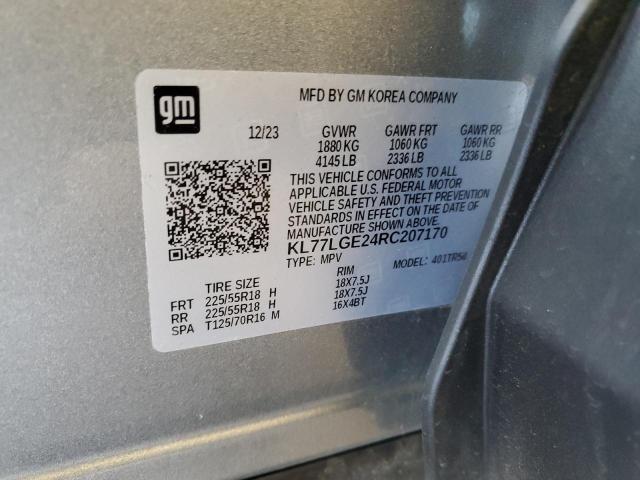 gm
MFD BY GM KOREA COMPANY
12/23 GVWR GAWR FRT GAWR RR
1880 KG 1060 KG 1060 KG
4145 LB 2336 LB 2336 LB
THIS VEHICLE CONFORMS TO ALL
APPLICABLE U.S. FEDERAL MOTOR
VEHICLE SAFETY AND THEFT PREVENTION
STANDARDS IN EFFECT ON THE DATE
OF MANUFACTURE SHOWN ABOVE.
KL77LGE24RC207170
TYPE: MPV MODEL: 401TR56
TIRE SIZE RIM
FRT 225/55R18 H 18X7.5J
RR 225/55R18 H 18X7.5J
SPA T125/70R16 M 16X4BT